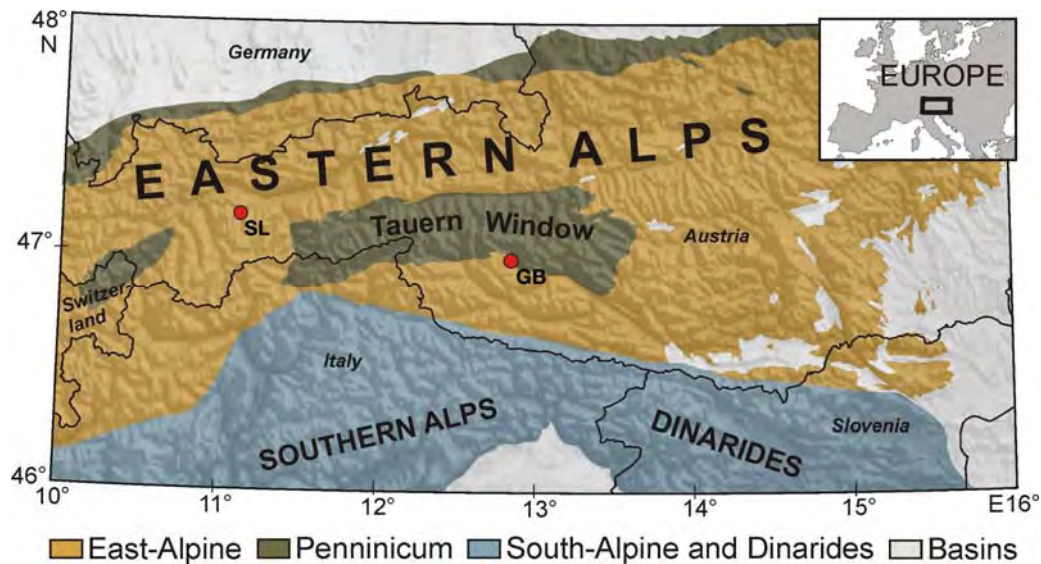 48°
N
Germany
EUROPE
EASTERN ALPS
SL
Tauern Window
Austria
47°
GB
Switzer-
land
Italy
SOUTHERN ALPS
DINARIDES
Slovenia
46°
10°
11°
12°
13°
14°
15°
E16°
East-Alpine
Penninicum
South-Alpine and Dinarides
Basins